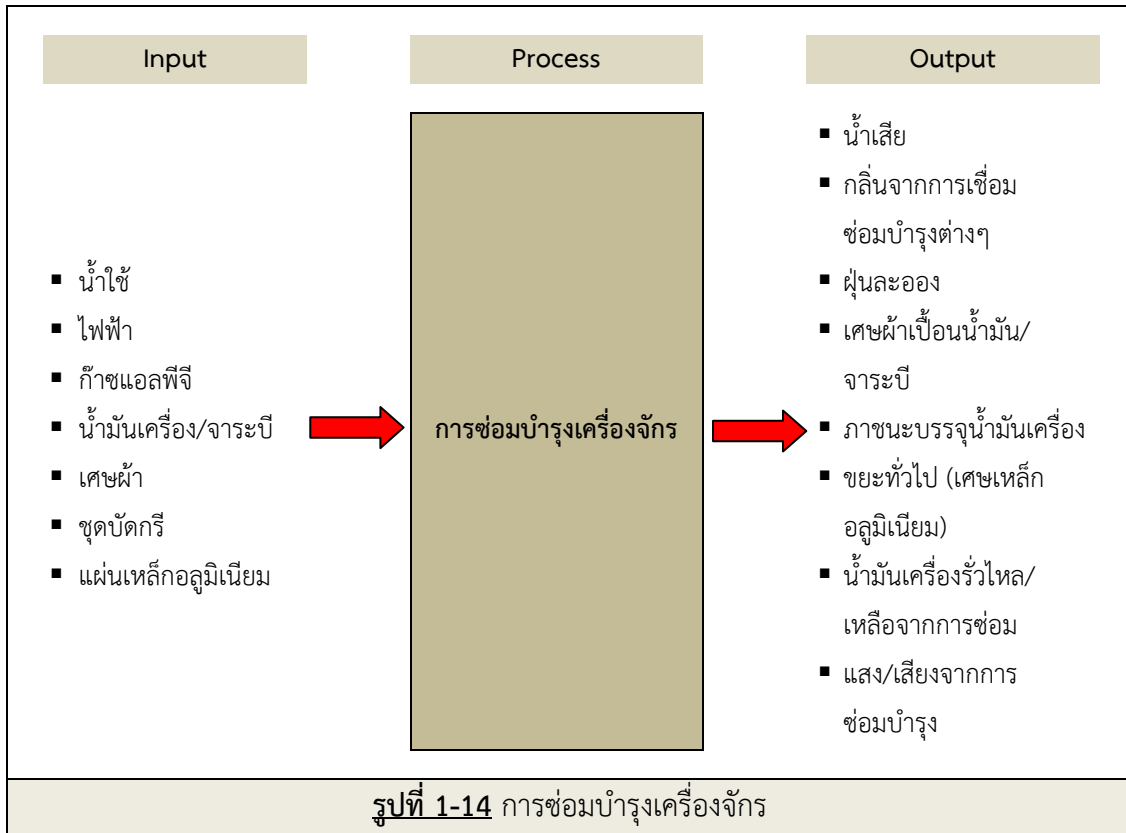 Input
Process
Output
▪ น้ำใช้
▪ ไฟฟ้า
▪ ก๊าซแอลพีจี
▪ น้ำมันเครื่อง/จาระบี
▪ เศษผ้า
▪ ชุดบัดกรี
▪ แผ่นเหล็กอลูมิเนียม
การซ่อมบำรุงเครื่องจักร
▪ น้ำเสีย
▪ กลิ่นจากการเชื่อม
ซ่อมบำรุงต่างๆ
▪ ฝุ่นละออง
▪ เศษผ้าเปื้อนน้ำมัน/
จาระบี
▪ ภาชนะบรรจุน้ำมันเครื่อง
▪ ขยะทั่วไป (เศษเหล็ก
อลูมิเนียม)
▪ น้ำมันเครื่องรั่วไหล/
เหลือจากการซ่อม
▪ แสง/เสียงจากการ
ซ่อมบำรุง
รูปที่ 1-14 การซ่อมบำรุงเครื่องจักร